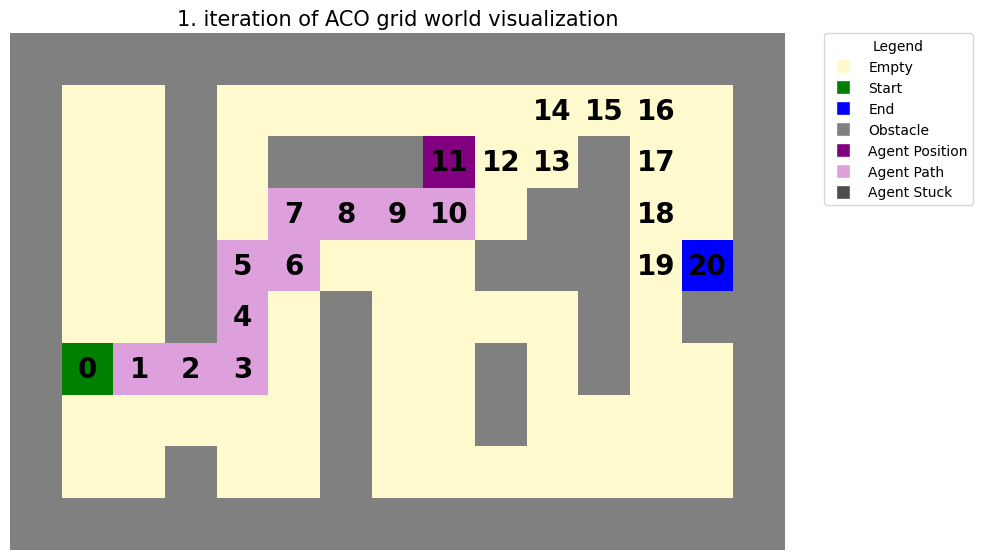 1. iteration of ACO grid world visualization
Legend
Empty
Start
End
Obstacle
Agent Position
Agent Path
Agent Stuck
14 15 16
11 12 13 17
7 8 9 10 18
5 6 19 20
4
0 1 2 3